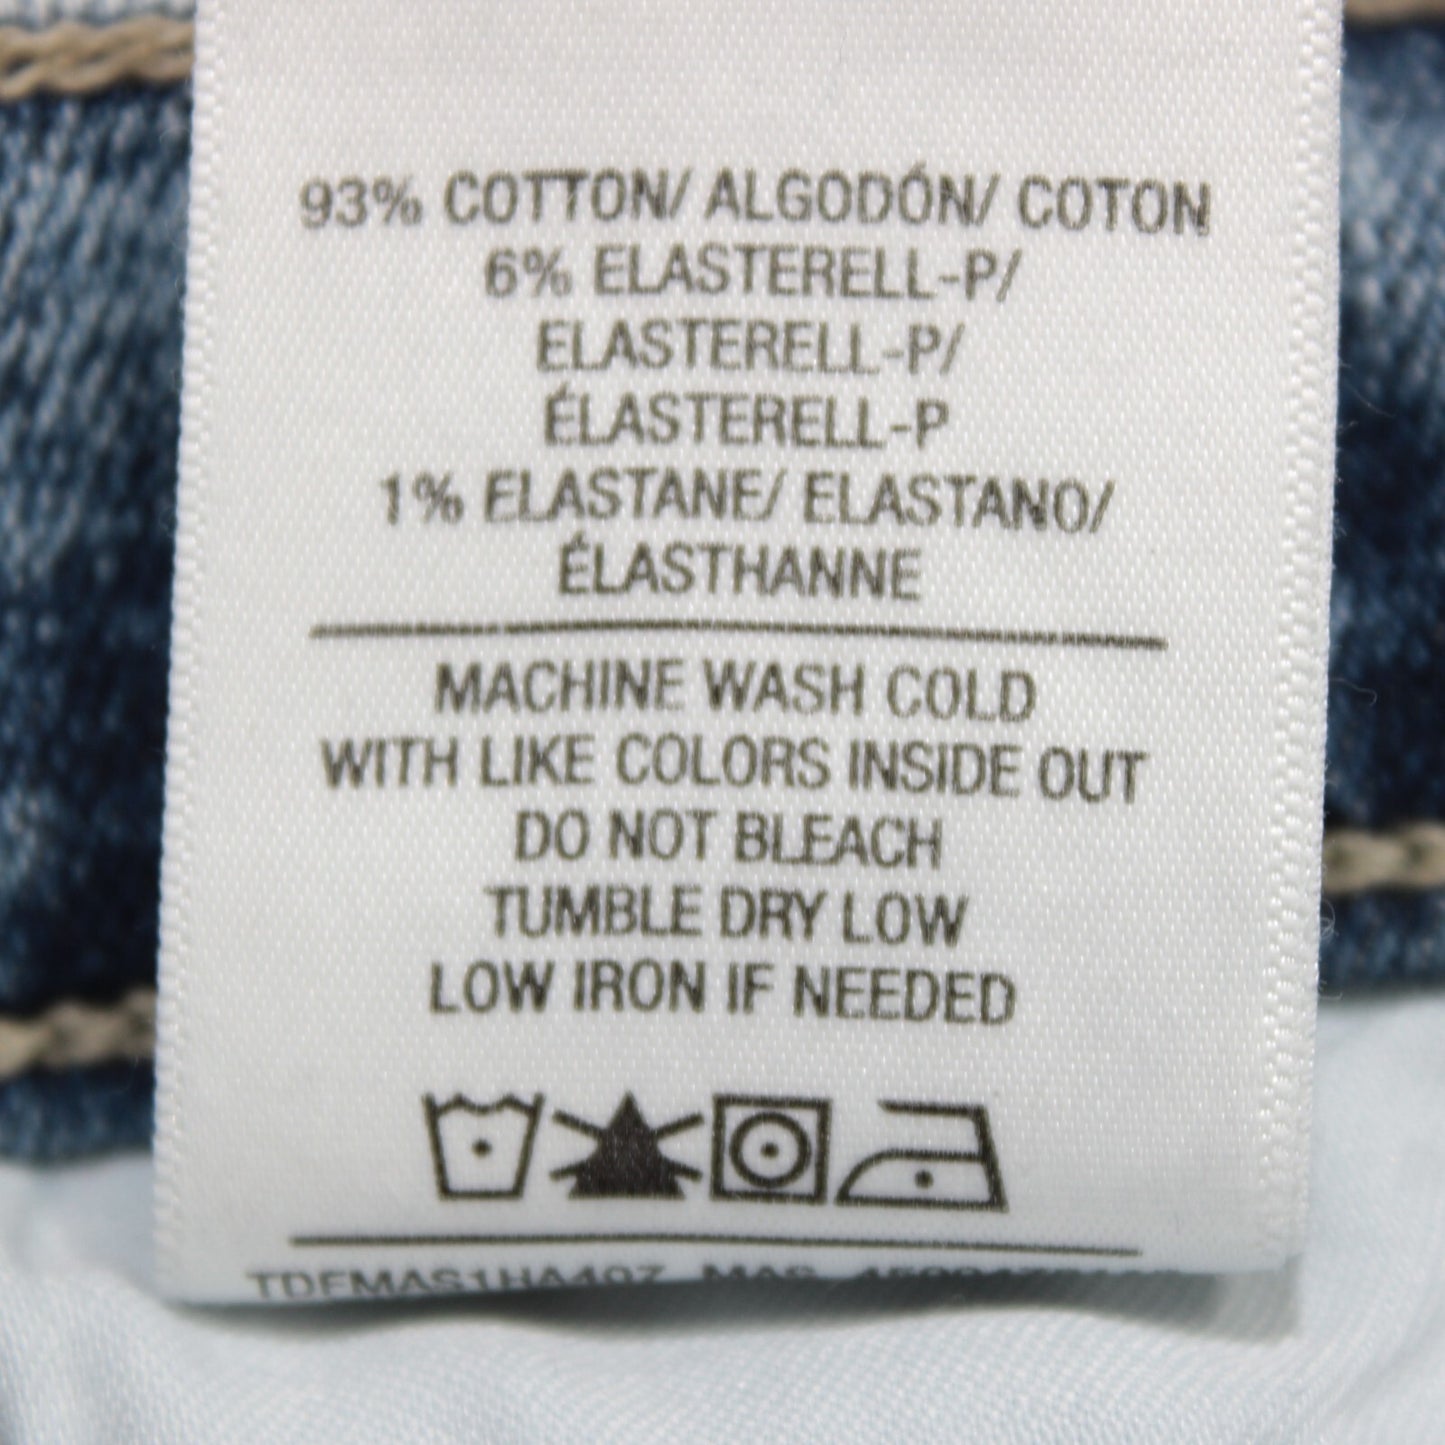 93% COTTON/ ALGODÓN/ COTON
6% ELASTERELL-P/
ELASTERELL-P/
ÉLASTERELL-P
1% ELASTANE/ ELASTANO/
ÉLASTHANNE
MACHINE WASH COLD
WITH LIKE COLORS INSIDE OUT
DO NOT BLEACH
TUMBLE DRY LOW
LOW IRON IF NEEDED